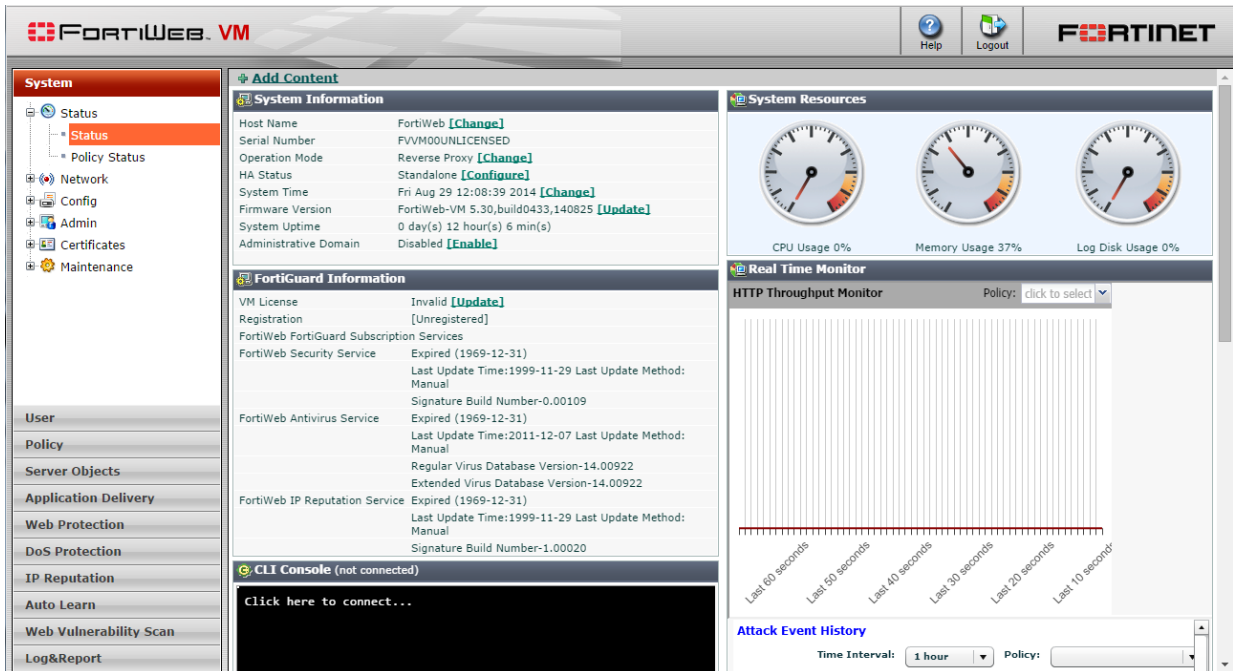 FORTIWEB VM
Help
Logout
FORTINET
System
Status
Status
Policy Status
Network
Config
Admin
Certificates
Maintenance
User
Policy
Server Objects
Application Delivery
Web Protection
DoS Protection
IP Reputation
Auto Learn
Web Vulnerability Scan
Log&Report
Add Content
System Information
Host Name FortiWeb [Change]
Serial Number FVVM00UNLICENSED
Operation Mode Reverse Proxy [Change]
HA Status Standalone [Configure]
System Time Fri Aug 29 12:08:39 2014 [Change]
Firmware Version FortiWeb-VM 5.30,build0433,140825 [Update]
System Uptime 0 day(s) 12 hour(s) 6 min(s)
Administrative Domain Disabled [Enable]
FortiGuard Information
VM License Invalid [Update]
Registration [Unregistered]
FortiWeb FortiGuard Subscription Services
FortiWeb Security Service Expired (1969-12-31)
Last Update Time:1999-11-29 Last Update Method:
Manual
Signature Build Number-0.00109
FortiWeb Antivirus Service Expired (1969-12-31)
Last Update Time:2011-12-07 Last Update Method:
Manual
Regular Virus Database Version-14.00922
Extended Virus Database Version-14.00922
FortiWeb IP Reputation Service Expired (1969-12-31)
Last Update Time:1999-11-29 Last Update Method:
Manual
Signature Build Number-1.00020
CLI Console (not connected)
Click here to connect...
System Resources
CPU Usage 0% Memory Usage 37% Log Disk Usage 0%
Real Time Monitor
HTTP Throughput Monitor Policy: click to select
Last 60 seconds
Last 50 seconds
Last 40 seconds
Last 30 seconds
Last 20 seconds
Last 10 seconds
Attack Event History
Time Interval: 1 hour Policy: